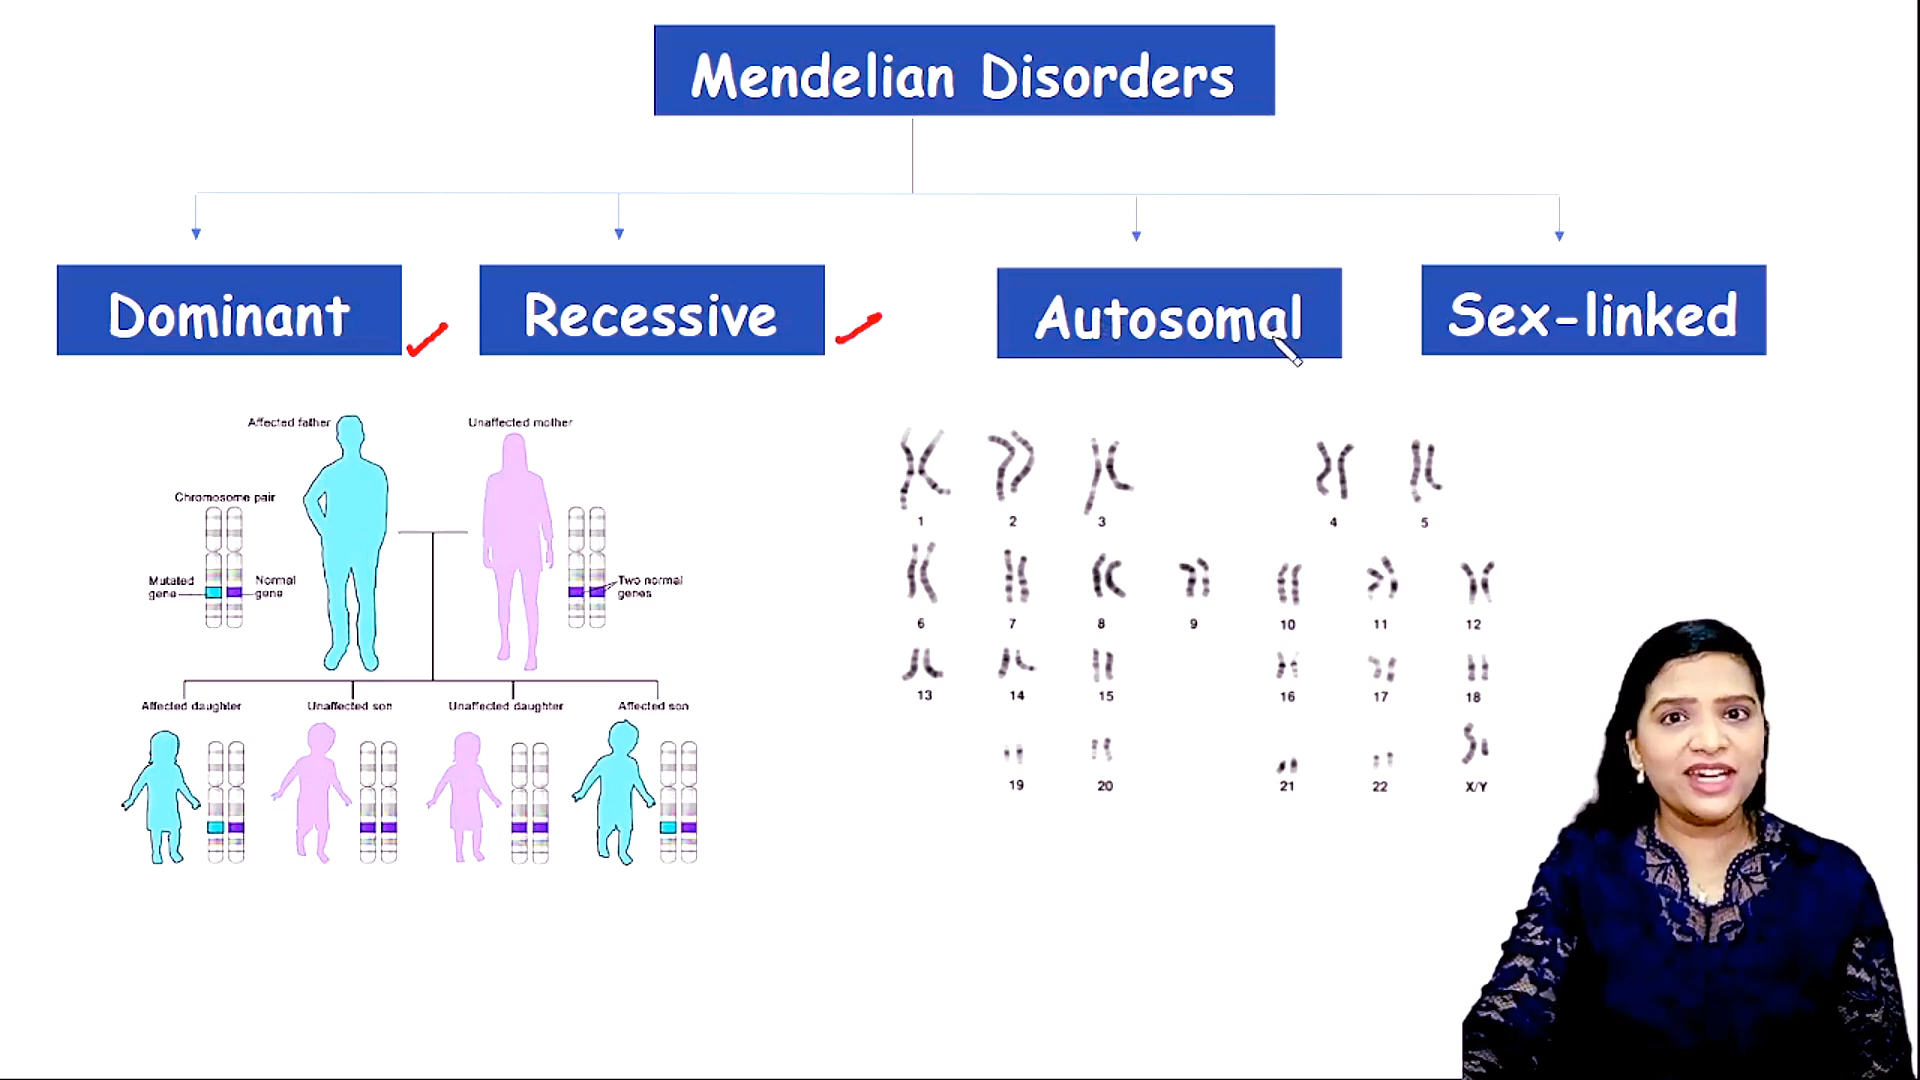 Mendelian Disorders
Dominant
Recessive
Autosomal
Sex-linked
Affected father
Unaffected mother
Chromosome pair
Mutated
gene
Normal
gene
Two normal
genes
Affected daughter
Unaffected son
Unaffected daughter
Affected son
1 2 3 4 5
6 7 8 9 10 11 12
13 14 15 16 17 18
19 20 21 22 X/Y